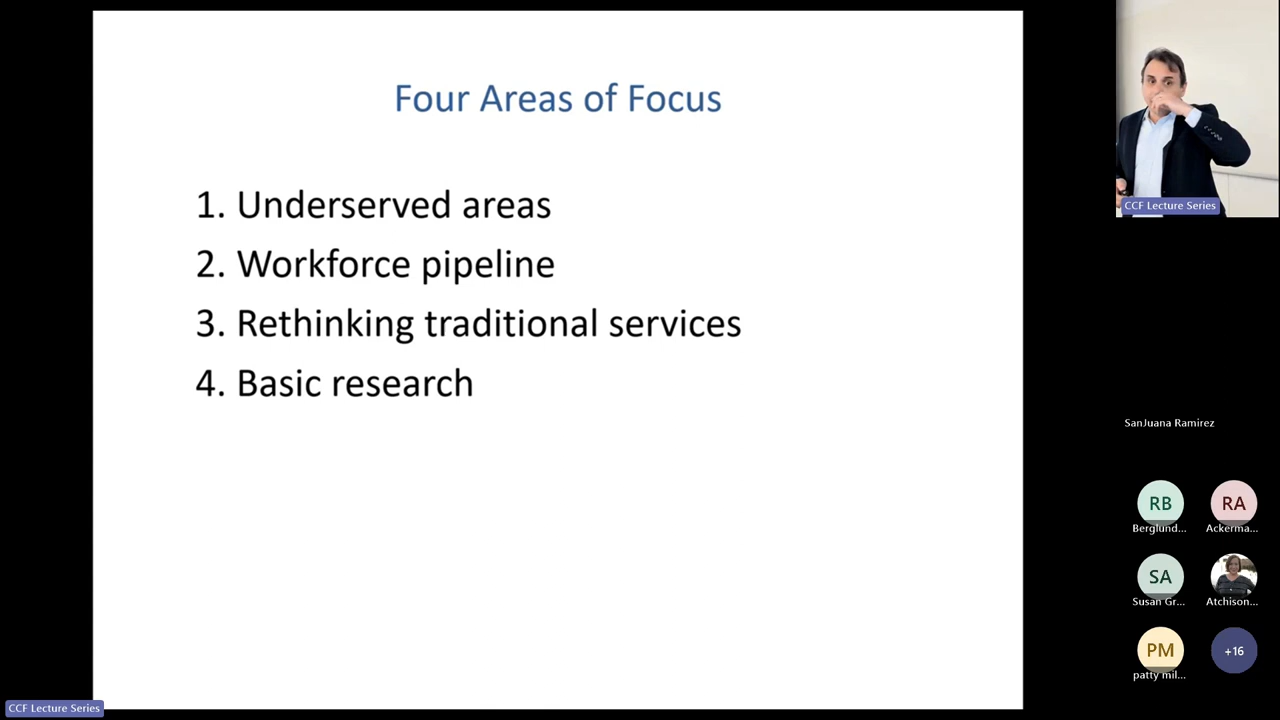 Four Areas of Focus
1. Underserved areas
2. Workforce pipeline
3. Rethinking traditional services
4. Basic research
CCF Lecture Series
CCF Lecture Series
SanJuana Ramirez
RB
RA
Berglund...
Ackerma...
SA
Susan Gr...
Atchison...
PM
+16
patty mil...